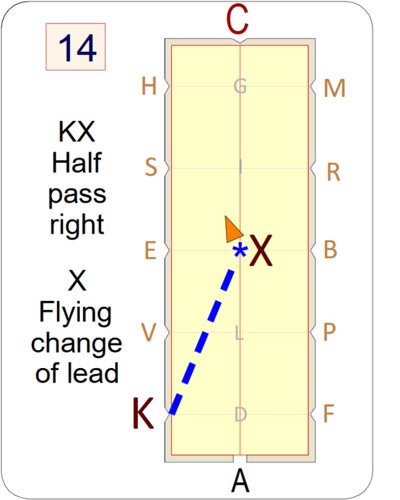 C
14
H G M
KX
Half
pass
right
S I R
E * X B
X
Flying
change
of lead
V L P
K D F
A